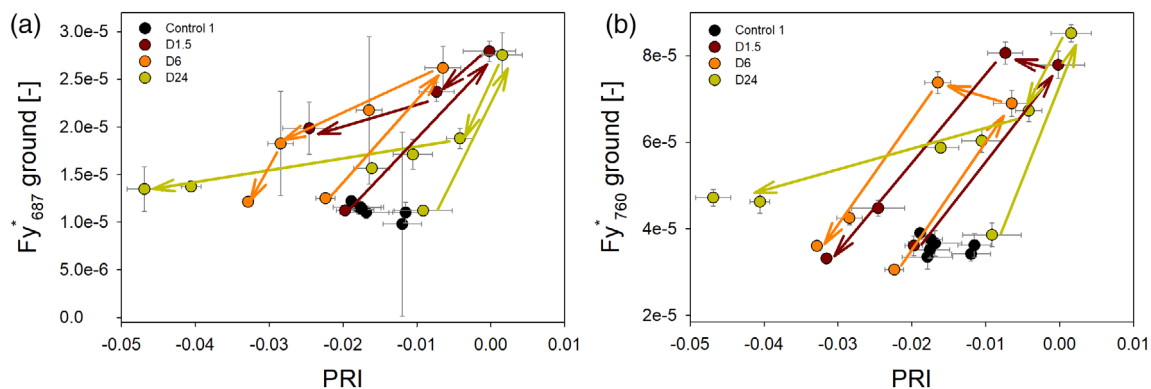 (a)
Control 1
D1.5
D6
D24
3.0e-5
2.5e-5
2.0e-5
1.5e-5
1.0e-5
5.0e-6
0.0
Fy*687 ground [-]
-0.05 -0.04 -0.03 -0.02 -0.01 0.00 0.01
PRI
(b)
Control 1
D1.5
D6
D24
8e-5
6e-5
4e-5
2e-5
Fy*760 ground [-]
-0.05 -0.04 -0.03 -0.02 -0.01 0.00 0.01
PRI